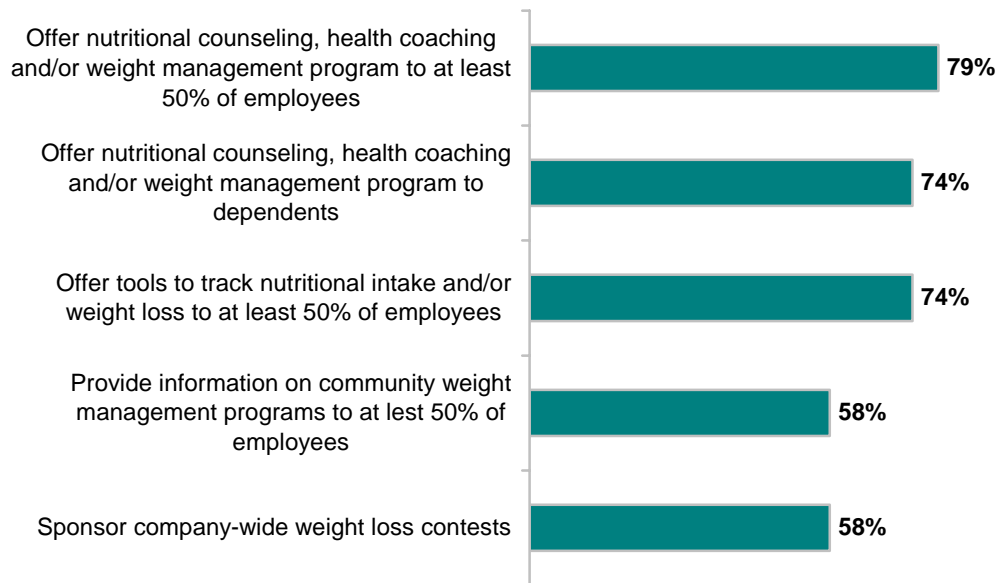 Offer nutritional counseling, health coaching
and/or weight management program to at least
50% of employees
79%
Offer nutritional counseling, health coaching
and/or weight management program to
dependents
74%
Offer tools to track nutritional intake and/or
weight loss to at least 50% of employees
74%
Provide information on community weight
management programs to at lest 50% of
employees
58%
Sponsor company-wide weight loss contests
58%